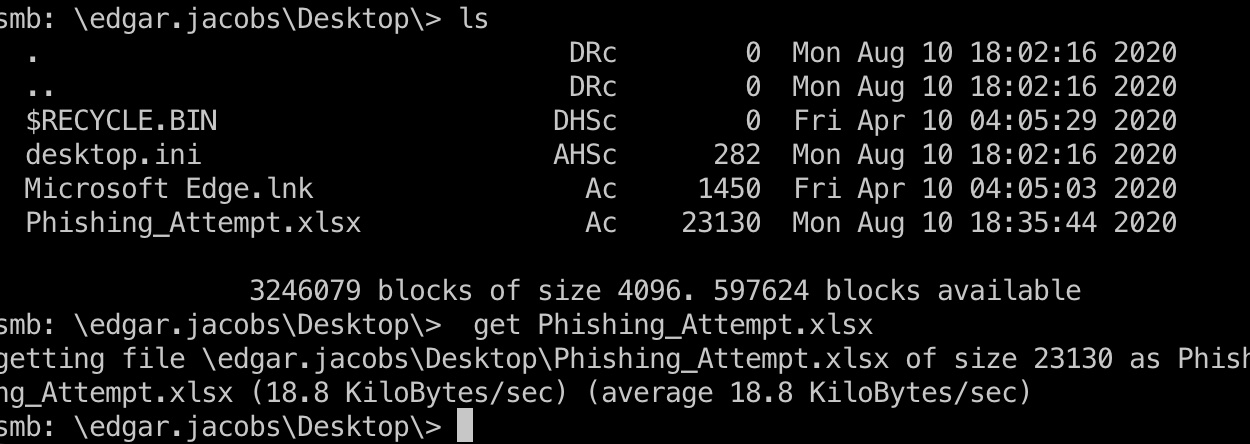 smb: \edgar.jacobs\Desktop\> ls
. DRc 0 Mon Aug 10 18:02:16 2020
.. DRc 0 Mon Aug 10 18:02:16 2020
$RECYCLE.BIN DHSc 0 Fri Apr 10 04:05:29 2020
desktop.ini AHSc 282 Mon Aug 10 18:02:16 2020
Microsoft Edge.lnk Ac 1450 Fri Apr 10 04:05:03 2020
Phishing_Attempt.xlsx Ac 23130 Mon Aug 10 18:35:44 2020
3246079 blocks of size 4096. 597624 blocks available
smb: \edgar.jacobs\Desktop\> get Phishing_Attempt.xlsx
getting file \edgar.jacobs\Desktop\Phishing_Attempt.xlsx of size 23130 as Phish
ng_Attempt.xlsx (18.8 KiloBytes/sec) (average 18.8 KiloBytes/sec)
smb: \edgar.jacobs\Desktop\>